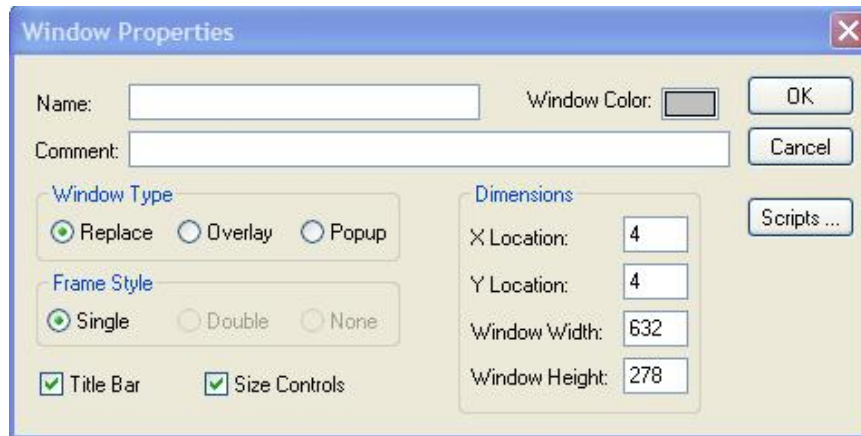 Window Properties
Name:
Window Color:
OK
Comment:
Cancel
Window Type
Replace Overlay Popup
Frame Style
Single Double None
Title Bar Size Controls
Dimensions
X Location: 4
Y Location: 4
Window Width: 632
Window Height: 278
Scripts ...